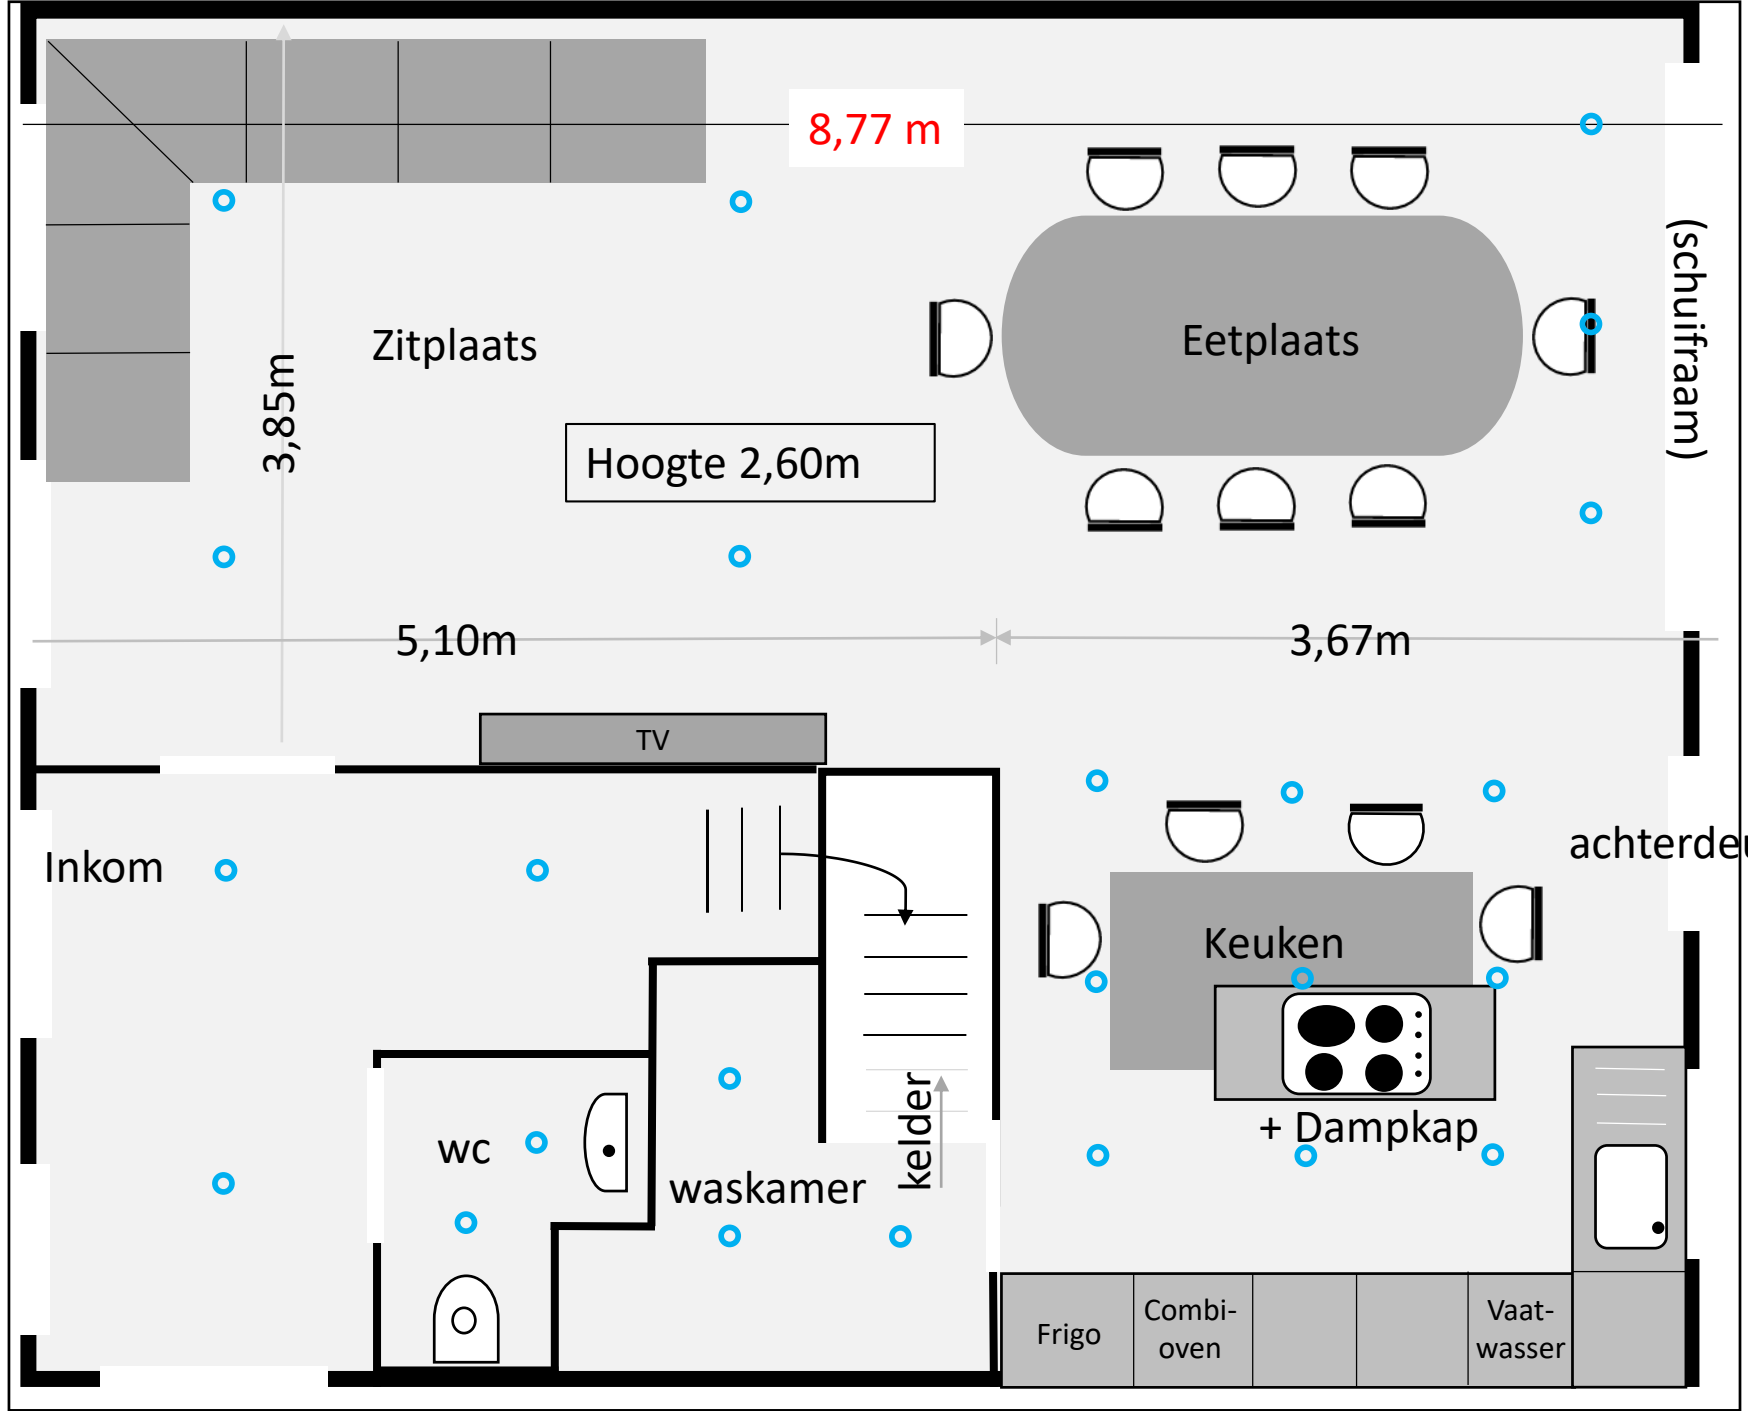 8,77 m
(schuifraam)
Zitplaats
Eetplaats
3,85m
Hoogte 2,60m
5,10m
3,67m
TV
Inkom
achterdeu
Keuken
+ Dampkap
kelder
wc
waskamer
Frigo
Combi-
oven
Vaat-
wasser